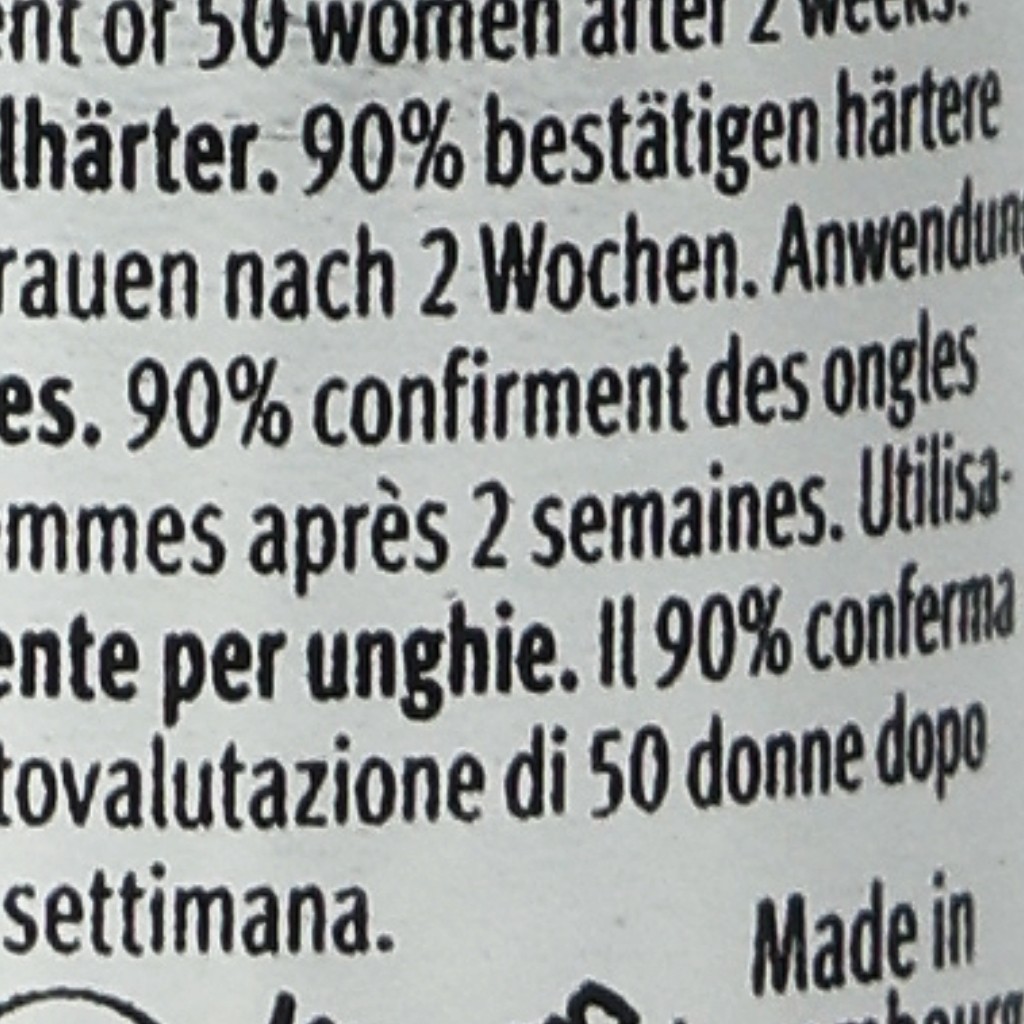 of 50 women after 2 weeks.
lhärter. 90% bestätigen härtere
rauen nach 2 Wochen. Anwendung
es. 90% confirment des ongles
mmes après 2 semaines. Utilisa-
ente per unghie. Il 90% conferma
tovalutazione di 50 donne dopo
settimana.
Made in